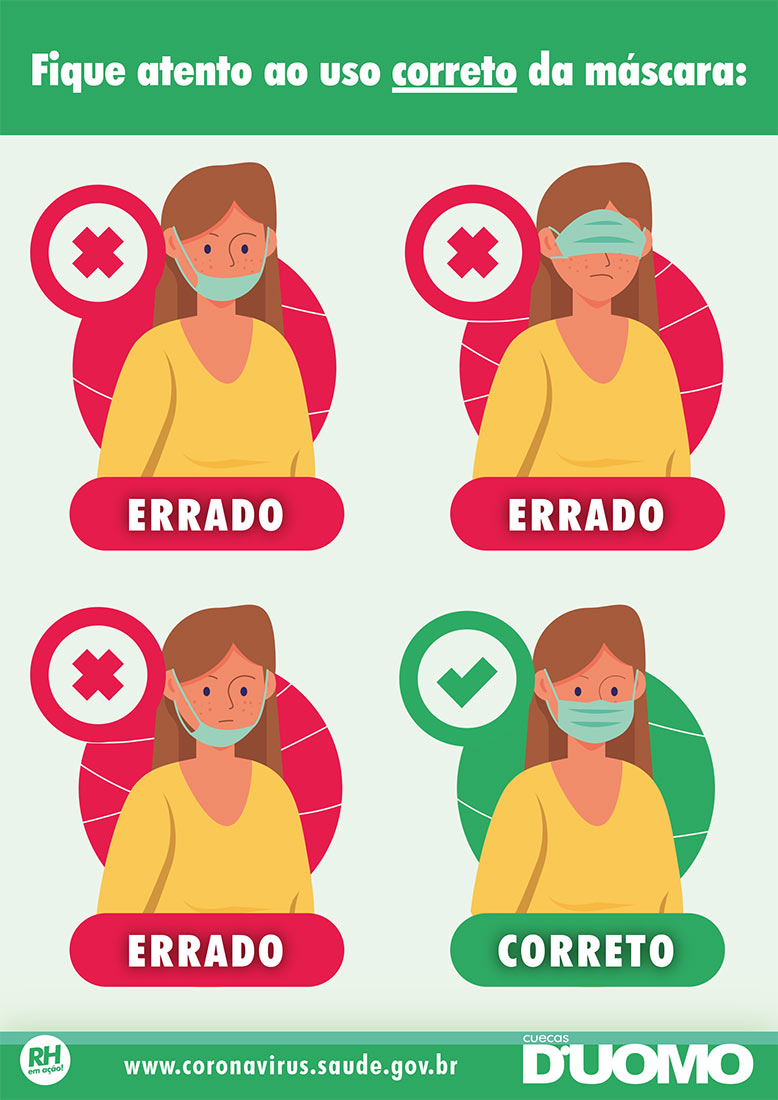 Fique atento ao uso correto da máscara:
ERRADO
ERRADO
ERRADO
CORRETO
RH
em ação!
www.coronavirus.saude.gov.br
cuecas
D'UOMO